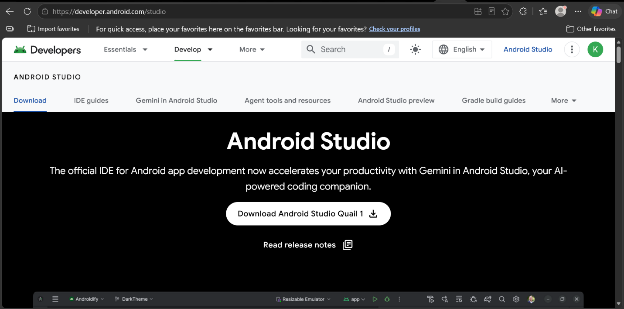 https://developer.android.com/studio
Chat
Import favorites
For quick access, place your favorites here on the favorites bar. Looking for your favorites? Check your profiles
Other favorites
Developers
Essentials
Develop
More
Search
/
English
Android Studio
K
ANDROID STUDIO
Download
IDE guides
Gemini in Android Studio
Agent tools and resources
Android Studio preview
Gradle build guides
More
Android Studio
The official IDE for Android app development now accelerates your productivity with Gemini in Android Studio, your AI-
powered coding companion.
Download Android Studio Quail 1
Read release notes
Androidify
DarkTheme
Resizable Emulator
app